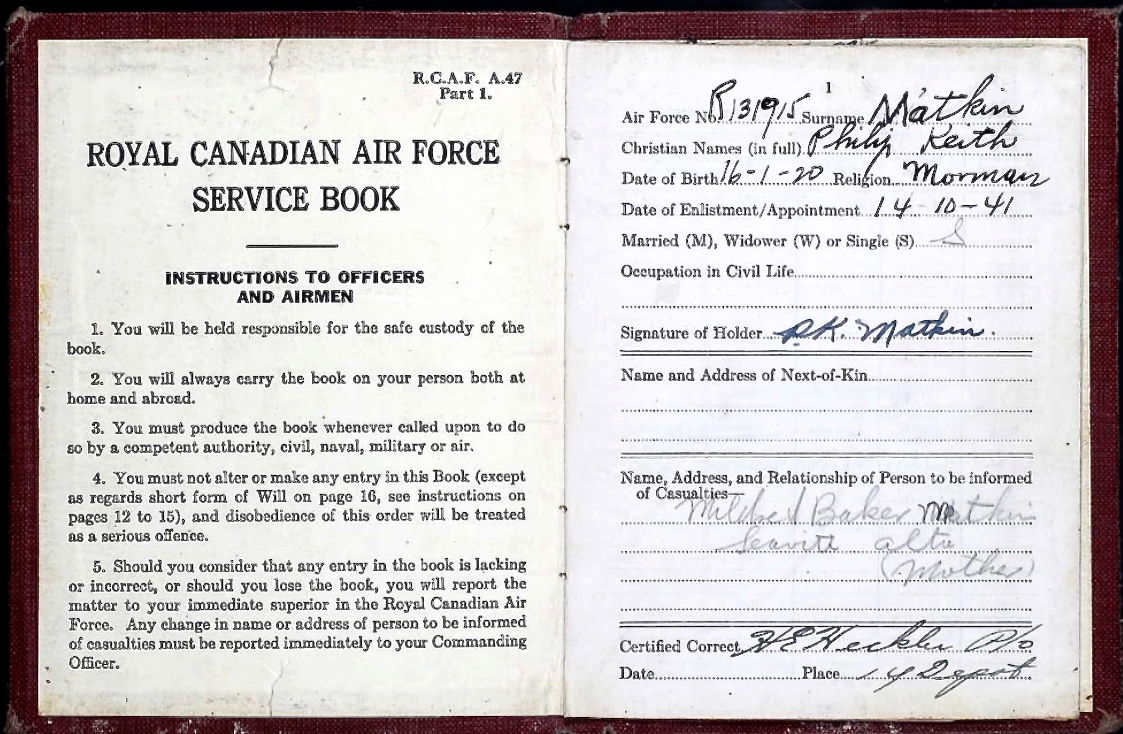 R.C.A.F. A.47
Part 1.
ROYAL CANADIAN AIR FORCE
SERVICE BOOK
INSTRUCTIONS TO OFFICERS
AND AIRMEN
1. You will be held responsible for the safe custody of the
book.
2. You will always carry the book on your person both at
home and abroad.
3. You must produce the book whenever called upon to do
so by a competent authority, civil, naval, military or air.
4. You must not alter or make any entry in this Book (except
as regards short form of Will on page 16, see instructions on
pages 12 to 15), and disobedience of this order will be treated
as a serious offence.
5. Should you consider that any entry in the book is lacking
or incorrect, or should you lose the book, you will report the
matter to your immediate superior in the Royal Canadian Air
Force. Any change in name or address of person to be informed
of casualties must be reported immediately to your Commanding
Officer.
1
Air Force No. R131915 Surname Matkin
Christian Names (in full) Philip Keith
Date of Birth 16-1-20 Religion Morman
Date of Enlistment/Appointment 14-10-41
Married (M), Widower (W) or Single (S) S
Occupation in Civil Life
Signature of Holder P.K. Matkin.
Name and Address of Next-of-Kin
Name, Address, and Relationship of Person to be informed
of Casualties—
Mildred Baker Matkin
Leavitt alta
(Mother)
Certified Correct P/o
Date Place Depot